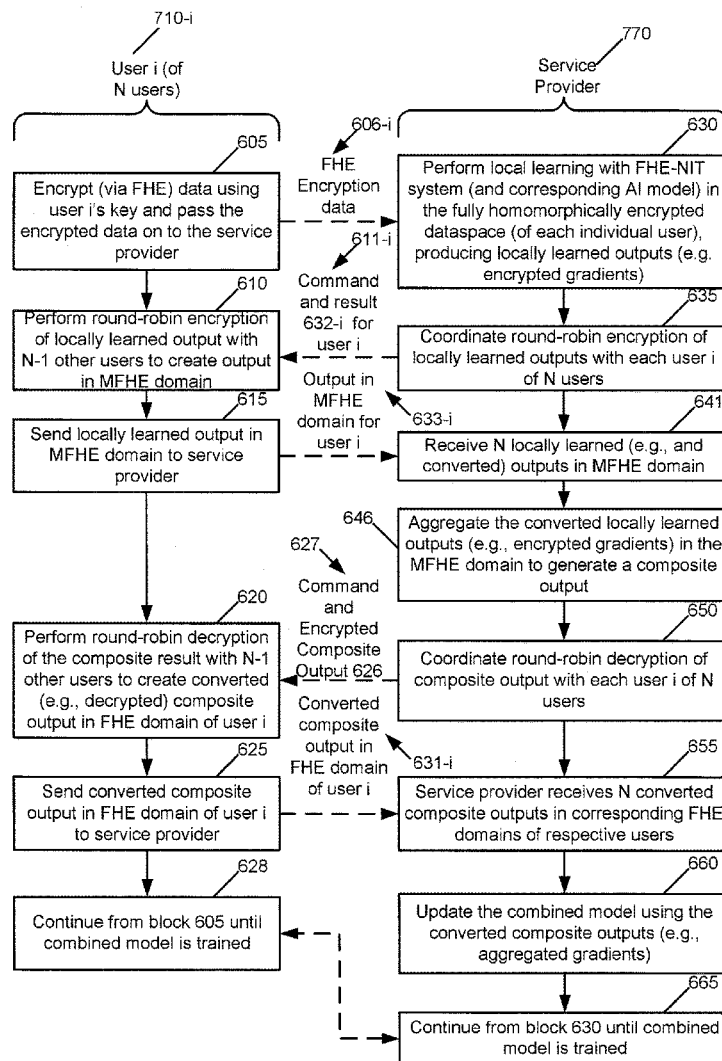 710-i
User i (of
N users)
770
Service
Provider
605
Encrypt (via FHE) data using
user i's key and pass the
encrypted data on to the service
provider
606-i
FHE
Encryption
data
630
Perform local learning with FHE-NIT
system (and corresponding AI model) in
the fully homomorphically encrypted
dataspace (of each individual user),
producing locally learned outputs (e.g.
encrypted gradients)
610
Perform round-robin encryption
of locally learned output with
N-1 other users to create output
in MFHE domain
611-i
Command
and result
632-i for
user i
635
Coordinate round-robin encryption of
locally learned outputs with each user i
of N users
615
Send locally learned output in
MFHE domain to service
provider
Output in
MFHE
domain for
user i
633-i
641
Receive N locally learned (e.g., and
converted) outputs in MFHE domain
646
Aggregate the converted locally learned
outputs (e.g., encrypted gradients) in the
MFHE domain to generate a composite
output
620
Perform round-robin decryption
of the composite result with N-1
other users to create converted
(e.g., decrypted) composite
output in FHE domain of user i
627
Command
and
Encrypted
Composite
Output 626
650
Coordinate round-robin decryption of
composite output with each user i of N
users
625
Send converted composite
output in FHE domain of user i
to service provider
Converted
composite
output in
FHE domain
of user i
631-i
655
Service provider receives N converted
composite outputs in corresponding FHE
domains of respective users
628
Continue from block 605 until
combined model is trained
660
Update the combined model using the
converted composite outputs (e.g.,
aggregated gradients)
665
Continue from block 630 until combined
model is trained